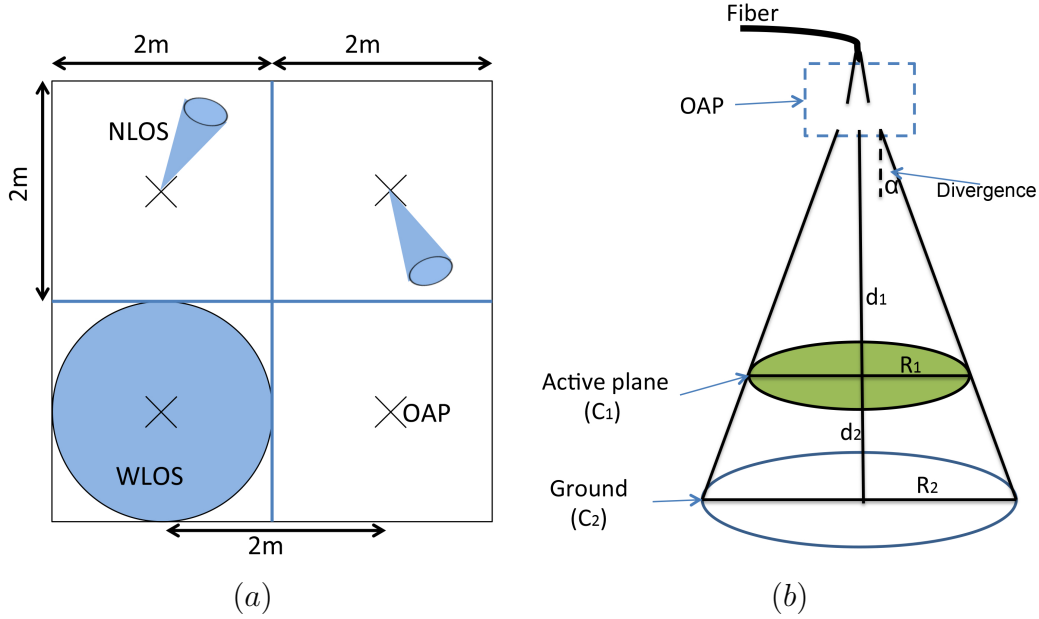 2m
2m
2m
NLOS
WLOS
OAP
2m
(a)
Fiber
OAP
α
Divergence
d1
R1
Active plane
(C1)
d2
Ground
(C2)
R2
(b)